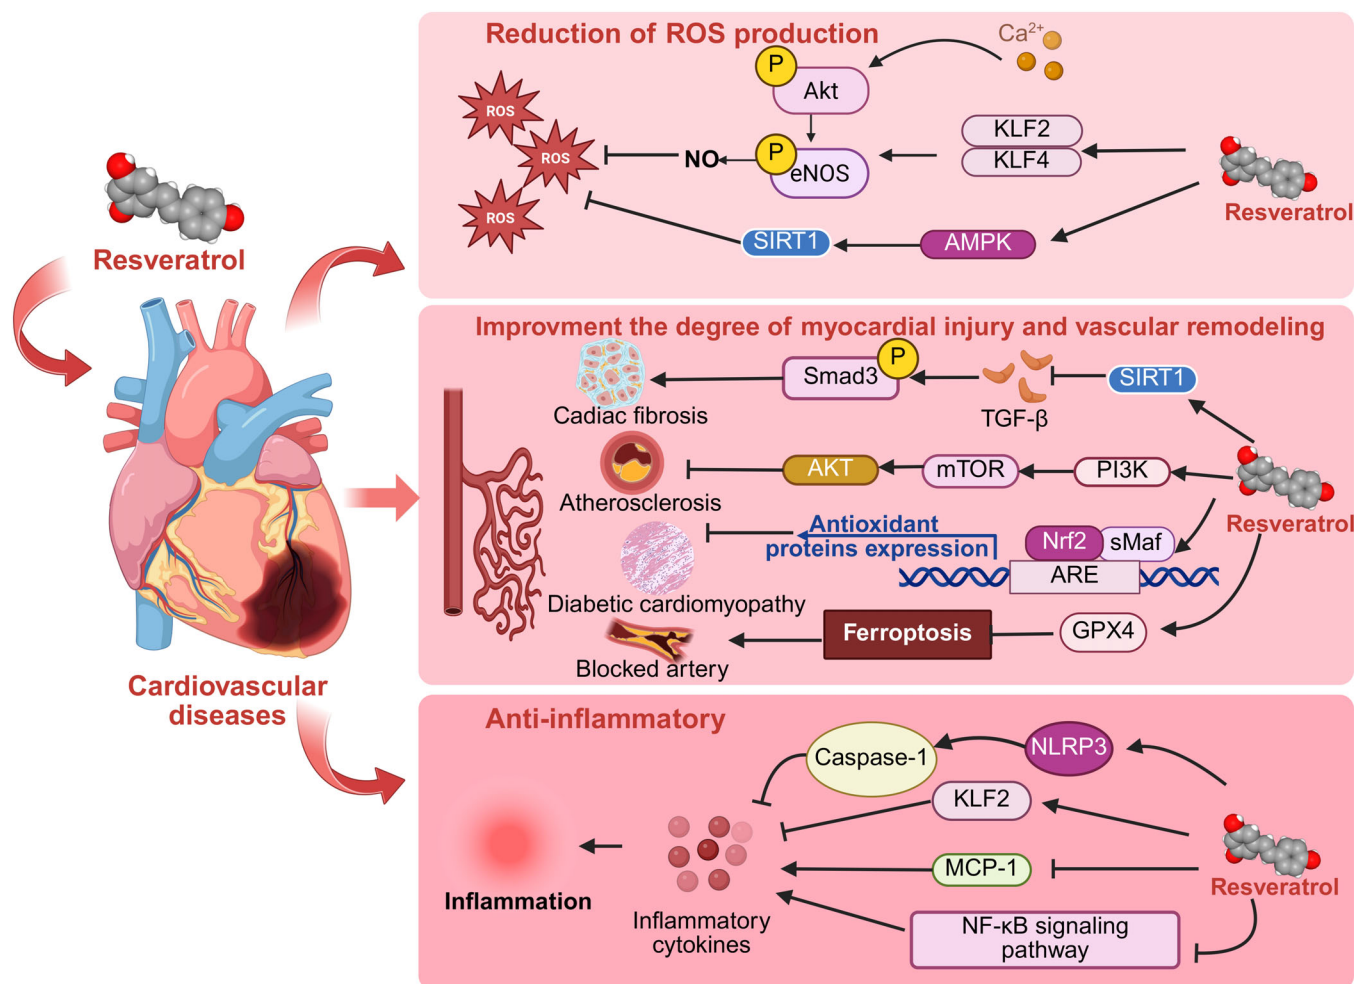 Resveratrol
Cardiovascular
diseases
Reduction of ROS production
Ca²⁺
P
Akt
ROS
ROS
ROS
NO
P
eNOS
KLF2
KLF4
SIRT1
AMPK
Resveratrol
Improvment the degree of myocardial injury and vascular remodeling
P
Smad3
TGF-β
SIRT1
Cadiac fibrosis
AKT
mTOR
PI3K
Atherosclerosis
Resveratrol
Antioxidant
proteins expression
Nrf2
sMaf
ARE
Diabetic cardiomyopathy
Ferroptosis
GPX4
Blocked artery
Anti-inflammatory
Caspase-1
NLRP3
KLF2
MCP-1
Resveratrol
Inflammation
Inflammatory
cytokines
NF-κB signaling
pathway